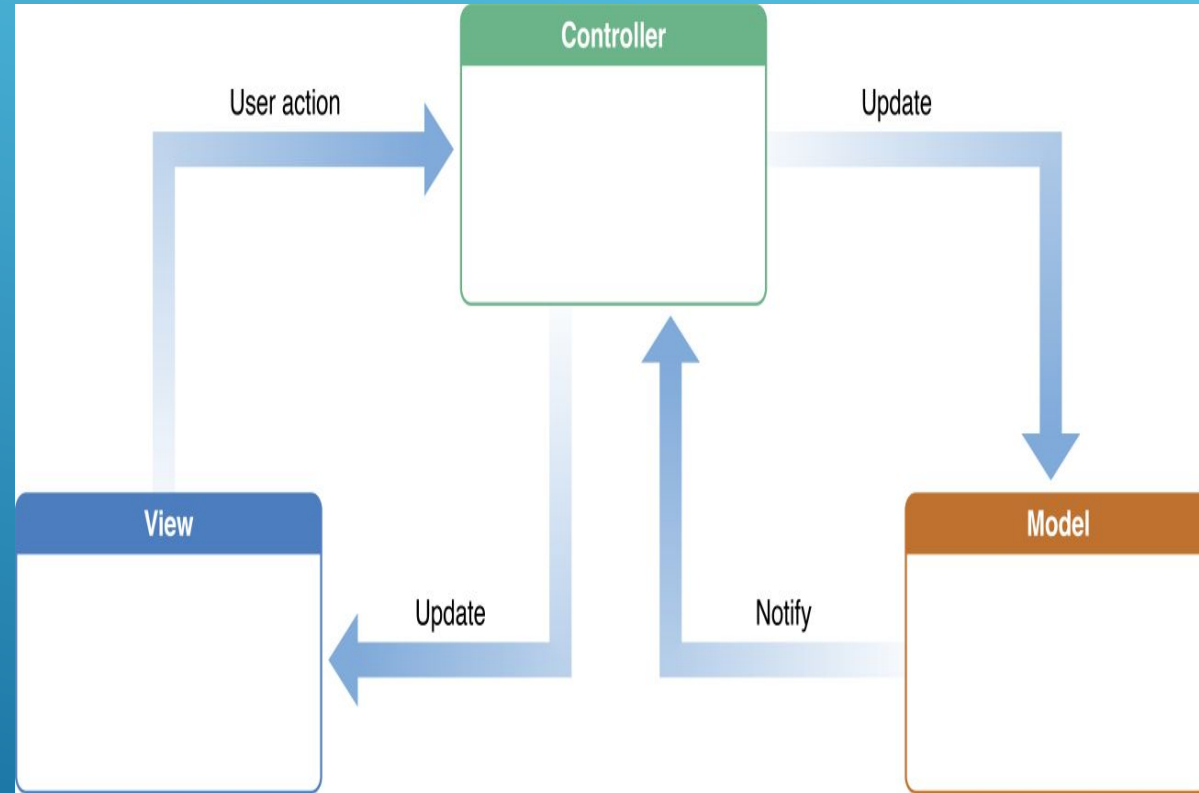 Controller
User action
Update
View
Model
Update
Notify